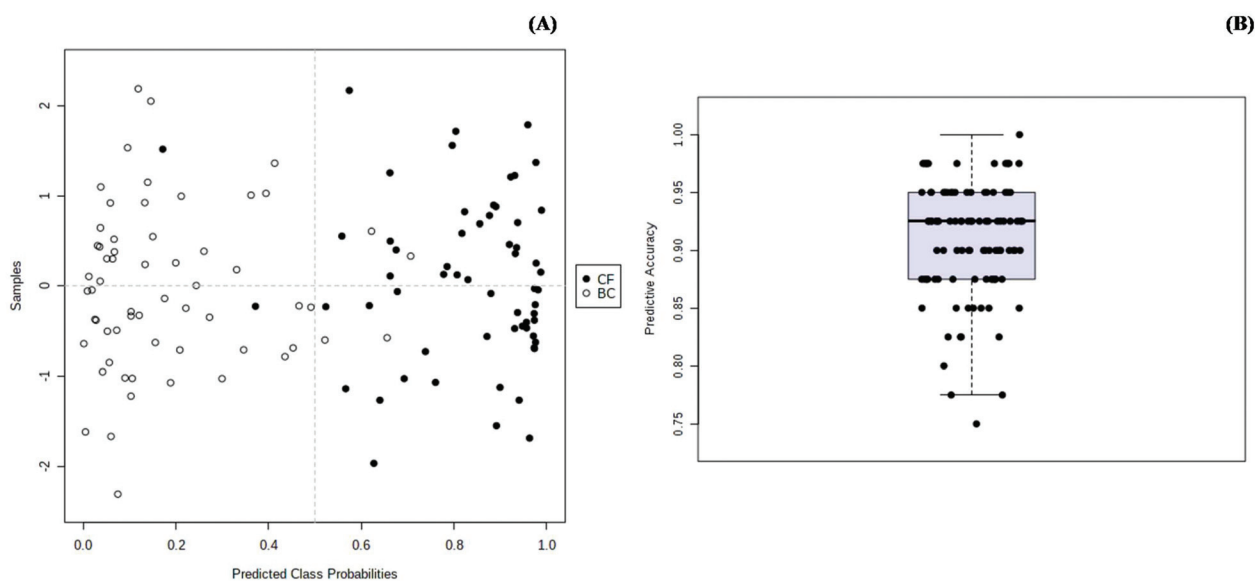 (A)
(B)
Samples
2
1
0
-1
-2
0.0 0.2 0.4 0.6 0.8 1.0
Predicted Class Probabilities
CF
BC
Predictive Accuracy
1.00
0.95
0.90
0.85
0.80
0.75